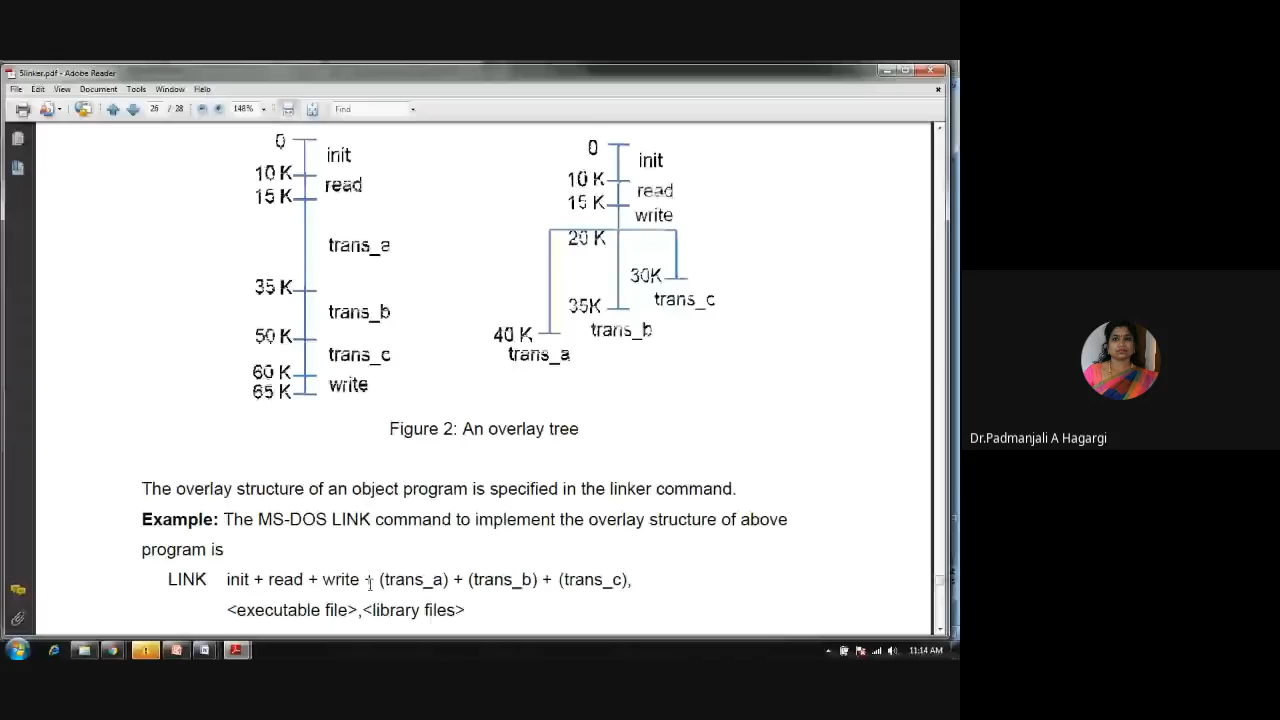 5linker.pdf - Adobe Reader
File Edit View Document Tools Window Help
26 / 28 148% Find
0
init
10 K
read
15 K
trans_a
35 K
trans_b
50 K
trans_c
60 K
65 K
write
0
init
10 K
read
15 K
write
20 K
30K
trans_c
35K
trans_b
40 K
trans_a
Figure 2: An overlay tree
The overlay structure of an object program is specified in the linker command.
Example: The MS-DOS LINK command to implement the overlay structure of above
program is
LINK init + read + write + (trans_a) + (trans_b) + (trans_c),
<executable file>,<library files>
11:14 AM
Dr.Padmanjali A Hagargi